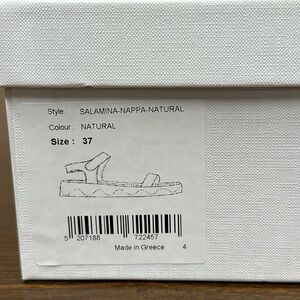 Style : SALAMINA-NAPPA-NATURAL
Colour : NATURAL
Size : 37
5 207188 722457
Made in Greece 4